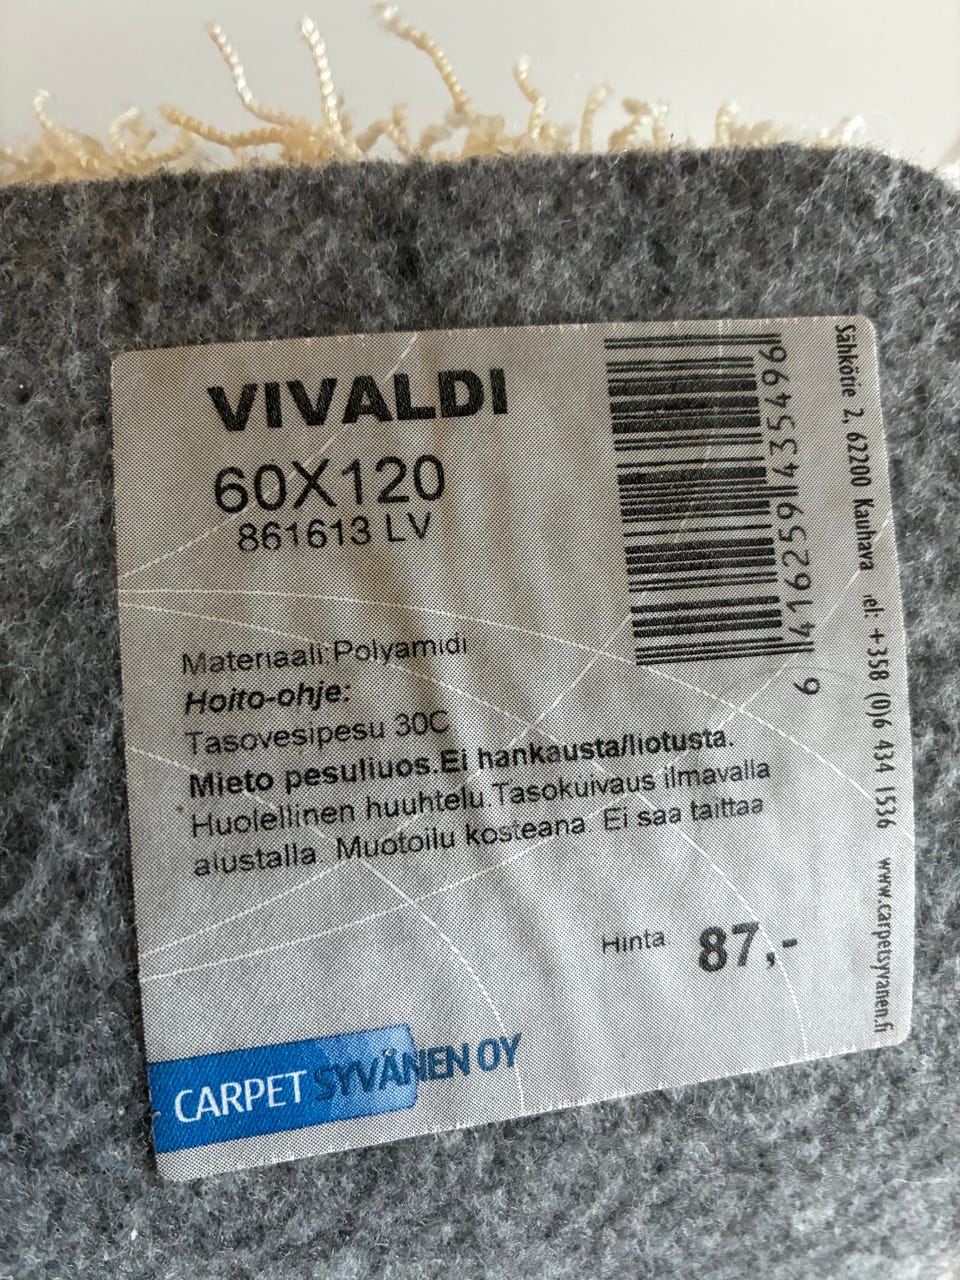 VIVALDI
60X120
861613 LV
Materiaali:Polyamidi
Hoito-ohje:
Tasovesipesu 30C
Mieto pesuliuos.Ei hankausta/liotusta.
Huolellinen huuhtelu.Tasokuivaus ilmavalla
alustalla. Muotoilu kosteana. Ei saa taittaa
Hinta 87,-
CARPET SYVÄNEN OY
6 416259 435496
Sähkötie 2, 62200 Kauhava Tel: +358 (0)6 434 1536 www.carpetsyvanen.fi